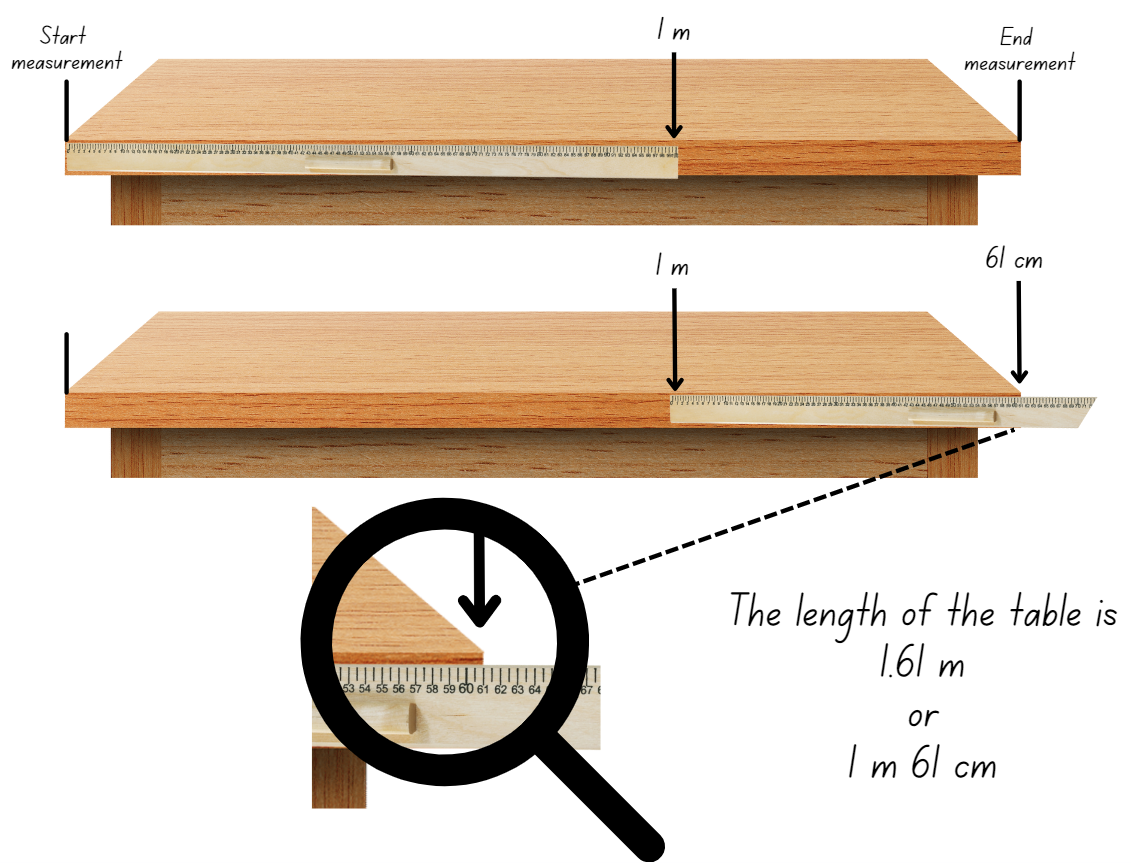 Start
measurement
1 m
End
measurement
1 m
61 cm
53 54 55 56 57 58 59 60 61 62 63 64 67
The length of the table is
1.61 m
or
1 m 61 cm